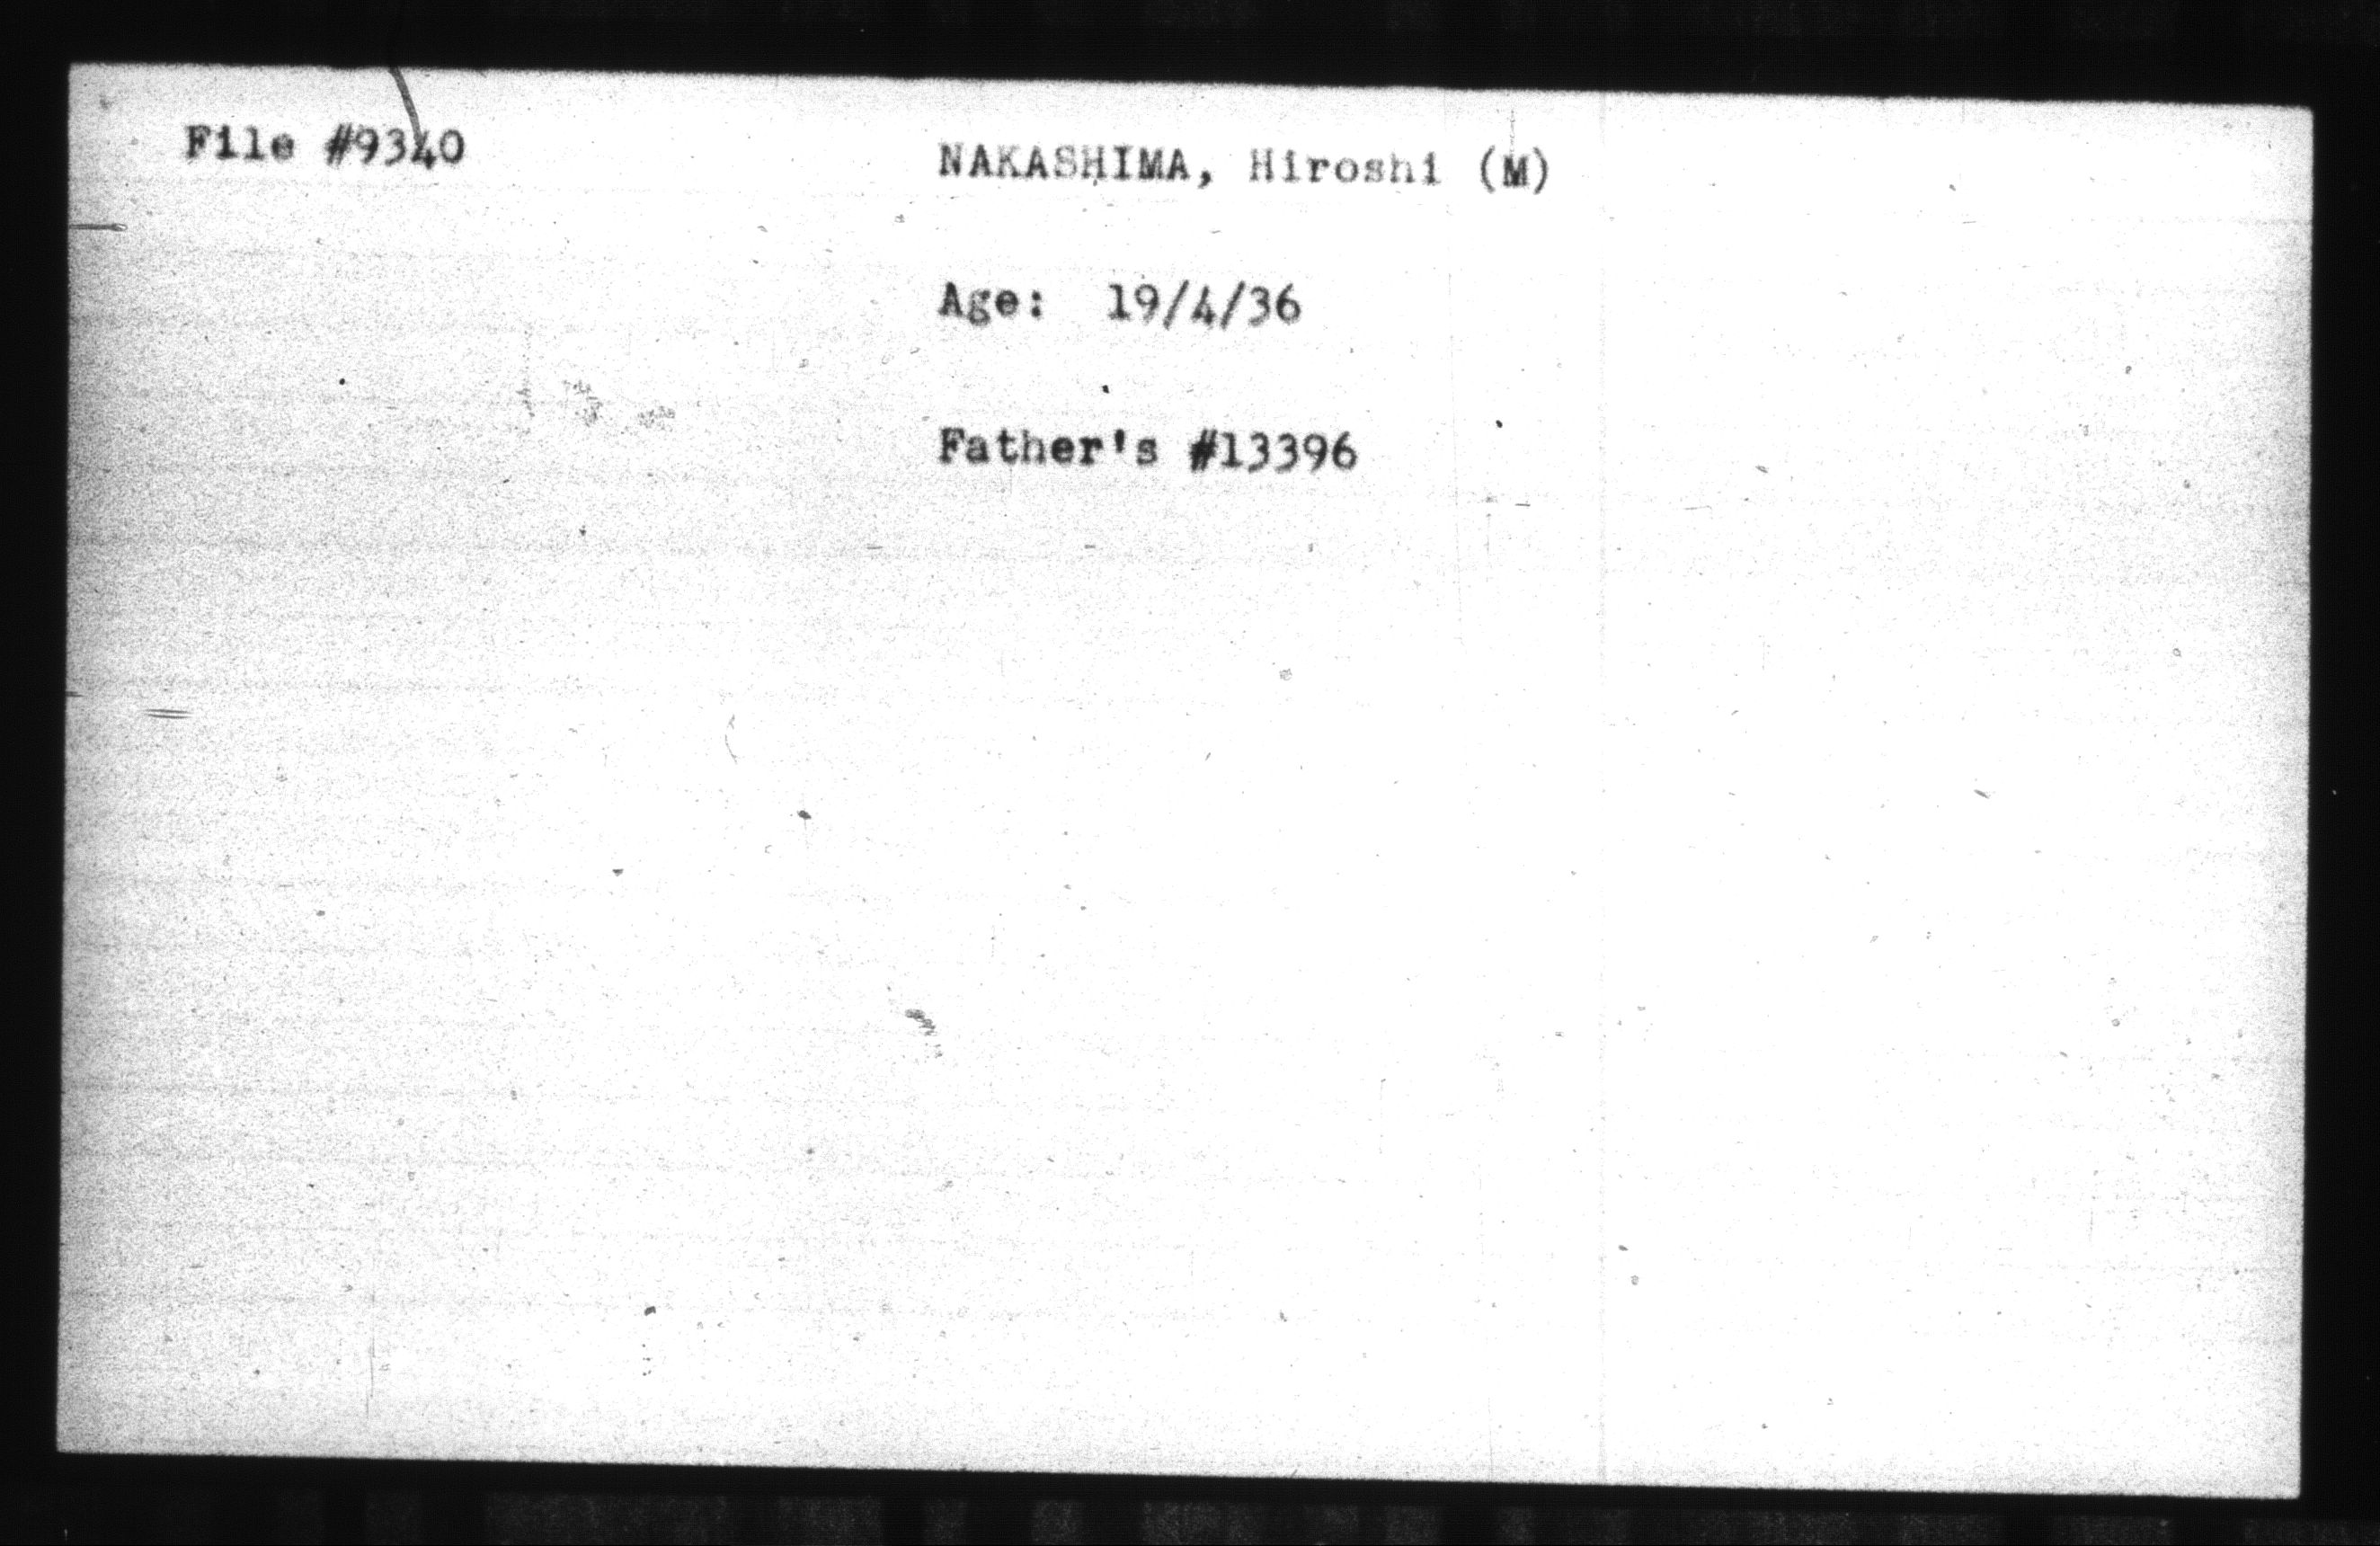 File #9340
NAKASHIMA, Hiroshi (M)
Age: 19/4/36
Father's #13396